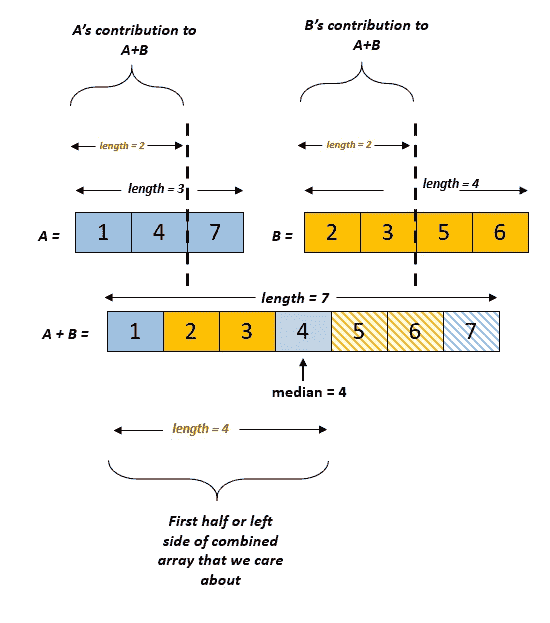 A's contribution to
A+B
B's contribution to
A+B
length = 2
length = 2
length = 3
length = 4
A = 1 4 7
B = 2 3 5 6
length = 7
A + B = 1 2 3 4 5 6 7
median = 4
length = 4
First half or left
side of combined
array that we care
about